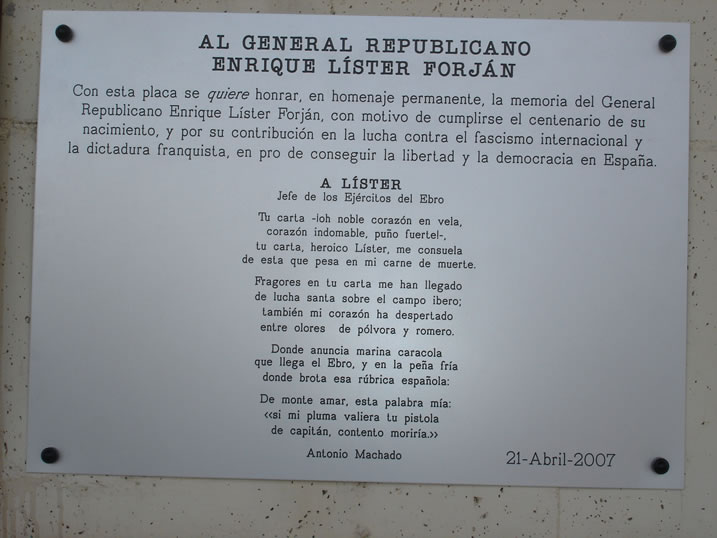 AL GENERAL REPUBLICANO
ENRIQUE LÍSTER FORJÁN
Con esta placa se quiere honrar, en homenaje permanente, la memoria del General
Republicano Enrique Líster Forján, con motivo de cumplirse el centenario de su
nacimiento, y por su contribución en la lucha contra el fascismo internacional y
la dictadura franquista, en pro de conseguir la libertad y la democracia en España.
A LÍSTER
Jefe de los Ejércitos del Ebro
Tu carta -¡oh noble corazón en vela,
corazón indomable, puño fuerte!-,
tu carta, heroico Líster, me consuela
de esta que pesa en mi carne de muerte.
Fragores en tu carta me han llegado
de lucha santa sobre el campo ibero;
también mi corazón ha despertado
entre olores de pólvora y romero.
Donde anuncia marina caracola
que llega el Ebro, y en la peña fría
donde brota esa rúbrica española:
De monte amar, esta palabra mía:
«si mi pluma valiera tu pistola
de capitán, contento moriría.»
Antonio Machado
21-Abril-2007